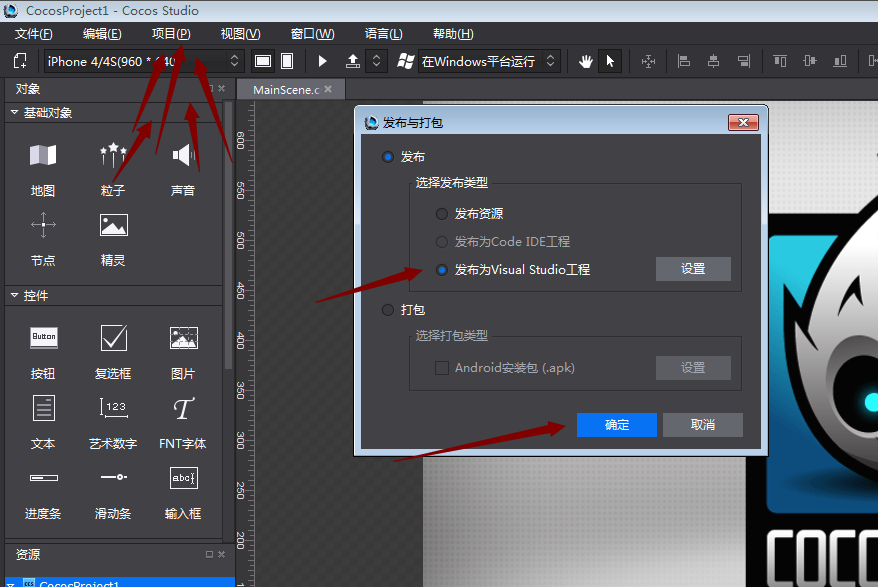 CocosProject1 - Cocos Studio
文件(F) 编辑(E) 项目(P) 视图(V) 窗口(W) 语言(L) 帮助(H)
iPhone 4/4S(960 * 640) 在Windows平台运行
对象
MainScene.c
基础对象
地图 粒子 声音
节点 精灵
控件
Button
按钮 复选框 图片
123
文本 艺术数字 FNT字体
abc
进度条 滑动条 输入框
资源
CocosProject1
600
550
500
450
400
350
300
250
200
发布与打包
发布
选择发布类型
发布资源
发布为Code IDE工程
发布为Visual Studio工程 设置
打包
选择打包类型
Android安装包 (.apk) 设置
确定 取消
COCO